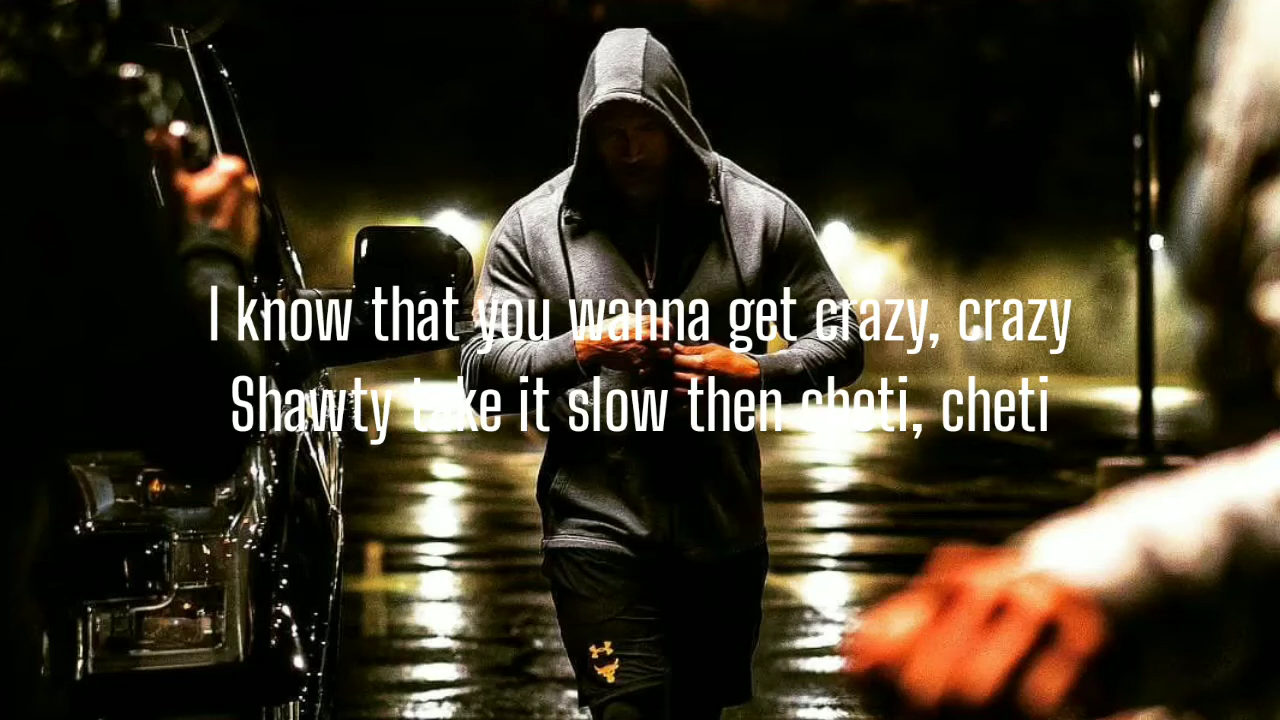 I know that you wanna get crazy, crazy
Shawty take it slow then cheti, cheti